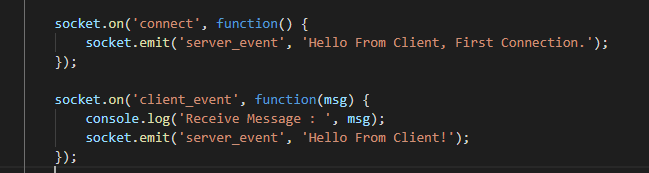 socket.on('connect', function() {
socket.emit('server_event', 'Hello From Client, First Connection.');
});
socket.on('client_event', function(msg) {
console.log('Receive Message : ', msg);
socket.emit('server_event', 'Hello From Client!');
});